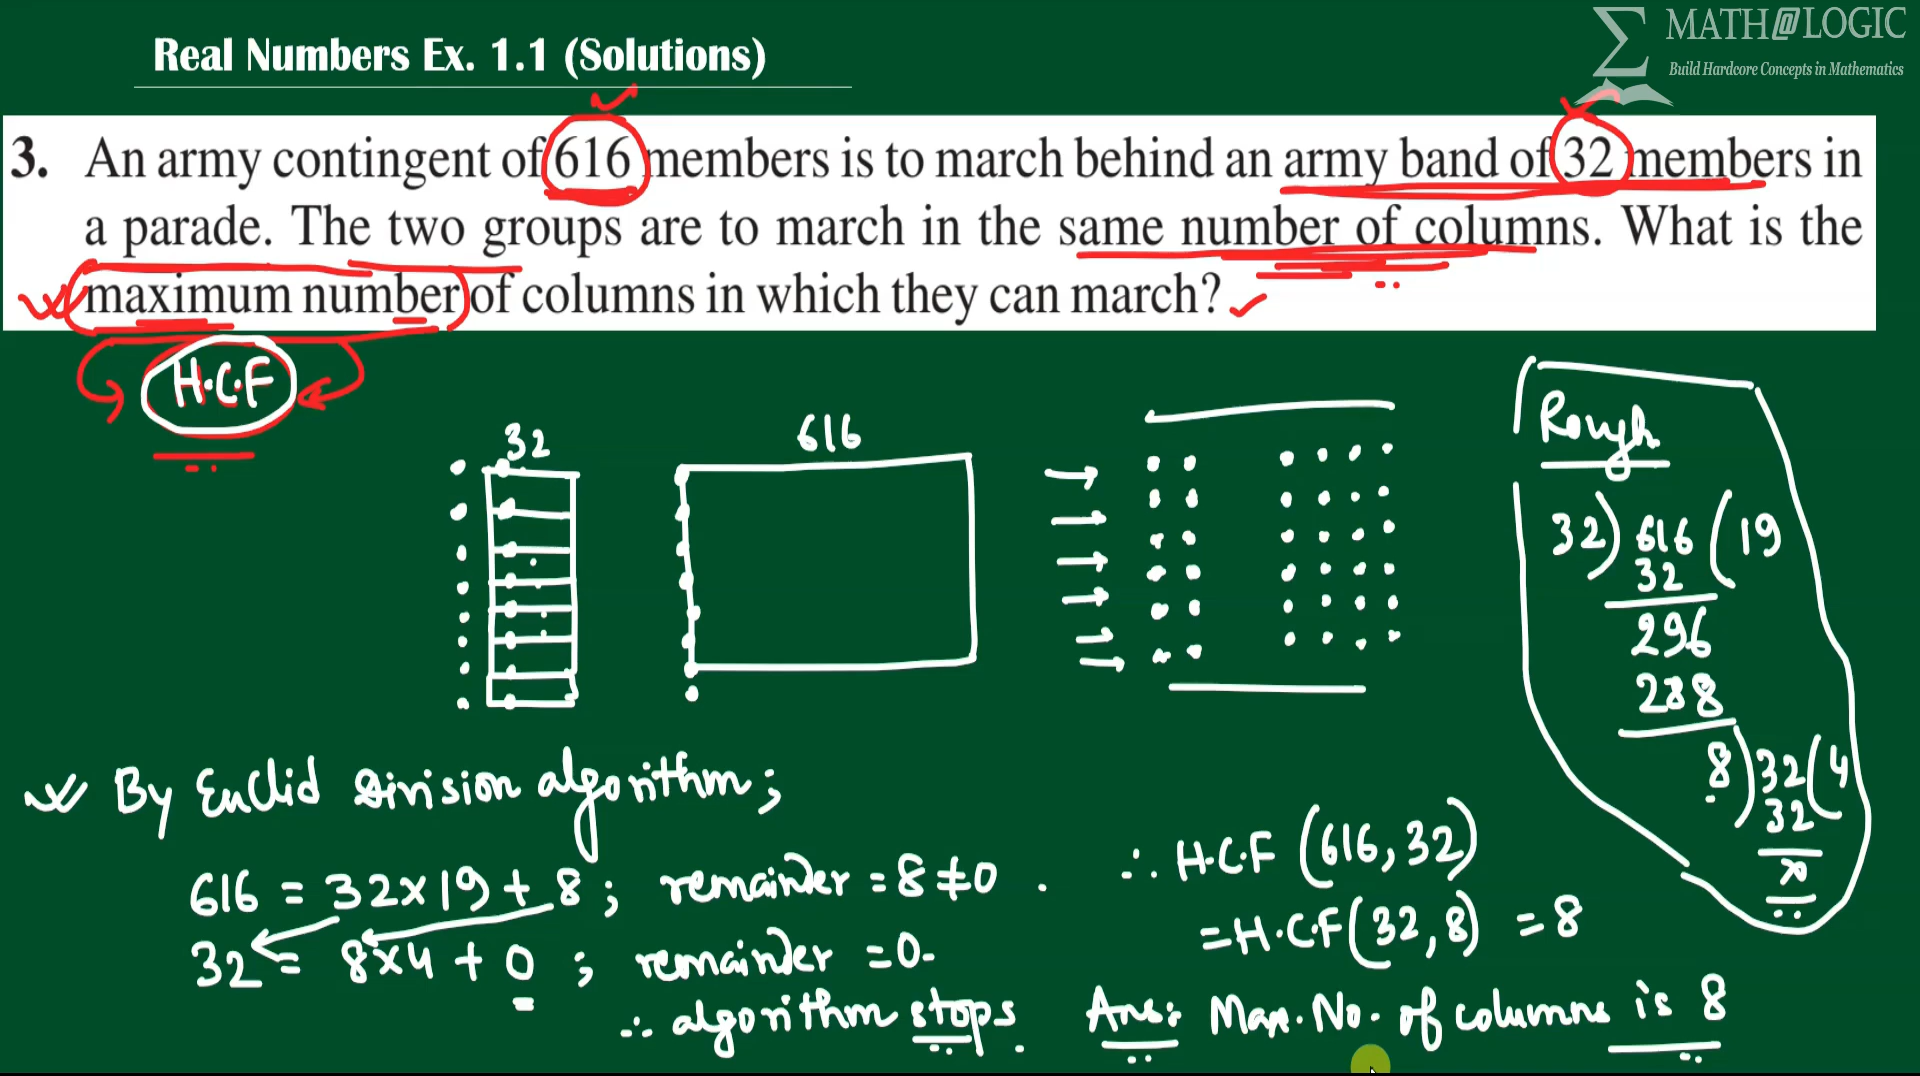 Real Numbers Ex. 1.1 (Solutions)
MATH@LOGIC
Build Hardcore Concepts in Mathematics
3. An army contingent of 616 members is to march behind an army band of 32 members in
a parade. The two groups are to march in the same number of columns. What is the
maximum number of columns in which they can march?
H.C.F
32
616
Rough
32) 616 (19
32
296
288
8) 32 (4
32
x
By Euclid Division algorithm;
616 = 32×19 + 8 ; remainder = 8 ≠ 0 .
32 = 8×4 + 0 ; remainder = 0.
∴ algorithm stops.
∴ H.C.F (616, 32)
= H.C.F (32, 8) = 8
Ans: Max. No. of columns is 8